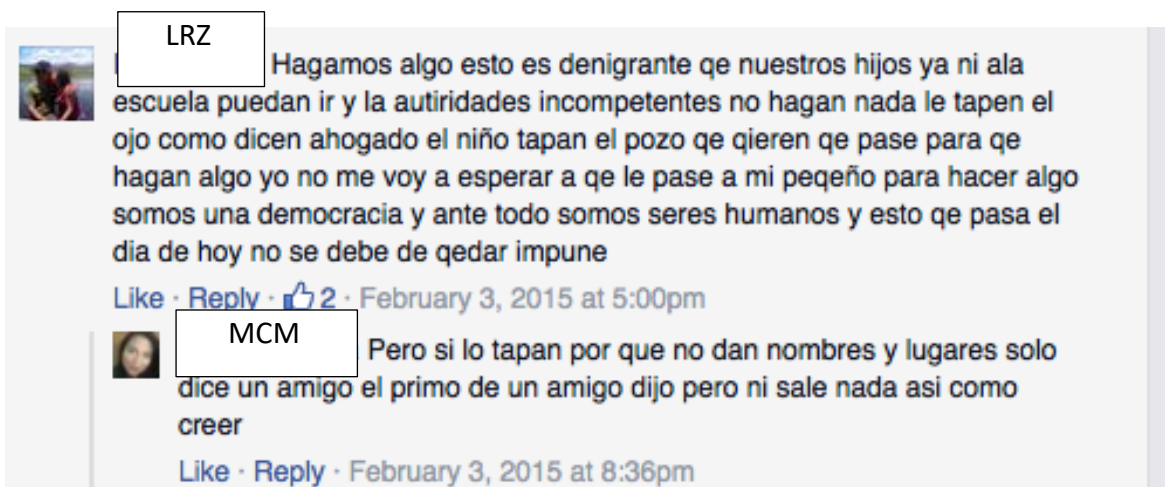 LRZ
Hagamos algo esto es denigrante qe nuestros hijos ya ni ala
escuela puedan ir y la autiridades incompetentes no hagan nada le tapen el
ojo como dicen ahogado el niño tapan el pozo qe qieren qe pase para qe
hagan algo yo no me voy a esperar a qe le pase a mi peqeño para hacer algo
somos una democracia y ante todo somos seres humanos y esto qe pasa el
dia de hoy no se debe de qedar impune
Like · Reply · 2 · February 3, 2015 at 5:00pm
MCM
Pero si lo tapan por que no dan nombres y lugares solo
dice un amigo el primo de un amigo dijo pero ni sale nada asi como
creer
Like · Reply · February 3, 2015 at 8:36pm